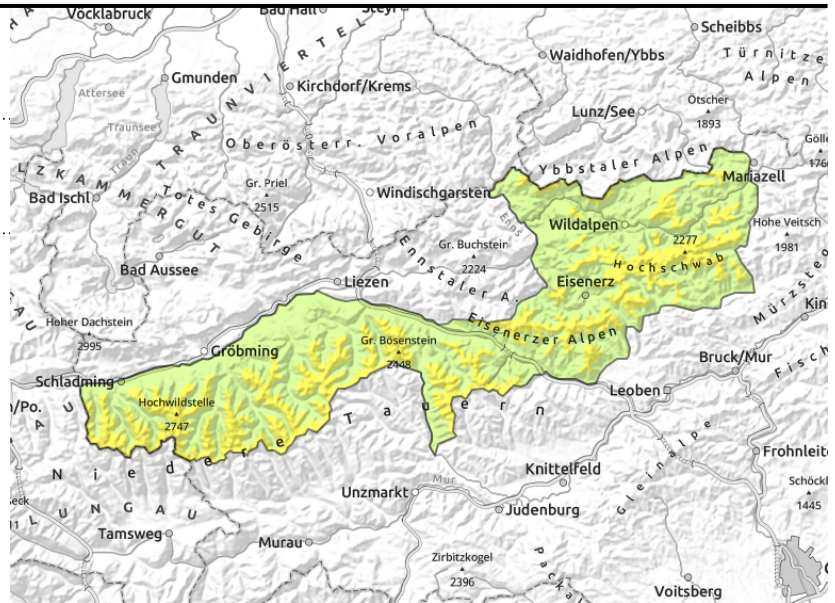 Vöcklabruck
Bad Hall
Steyr
Scheibbs
Waidhofen/Ybbs
Türnitzer
Alpen
Gmunden
Kirchdorf/Krems
TRAUNVIERTEL
Attersee
Traunsee
Traun
Lunz/See
Ötscher
1893
Oberösterr. Voralpen
Ybbstaler Alpen
Mariazell
Gr. Priel
2515
Windischgarsten
Bad Ischl
Totes Gebirge
Wildalpen
Hohe Veitsch
1981
Enns
Gr. Buchstein
2224
2277
Hochschwab
Bad Aussee
Ennstaler A.
Liezen
Eisenerz
Hoher Dachstein
2995
Eisenerzer Alpen
Gröbming
Gr. Bösenstein
2448
Bruck/Mur
Schladming
Leoben
Hochwildstelle
2747
Niedere Tauern
Gleinalpe
Frohnleite
Knittelfeld
Mur
Unzmarkt
Judenburg
Schöckl
1445
LUNGAU
Tamsweg
Murau
Zirbitzkogel
2396
Packal
Voitsberg